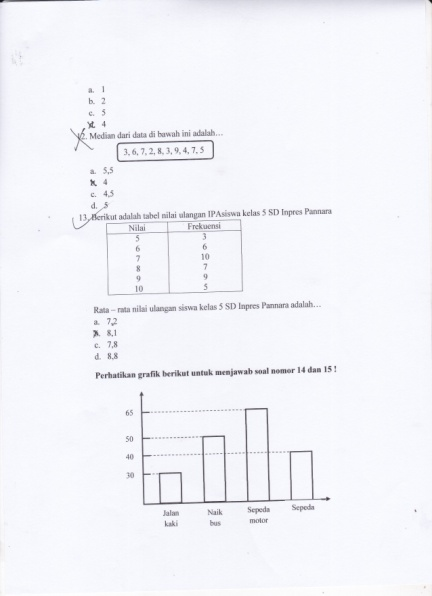 a. 1
b. 2
c. 5
d. 4
12. Median dari data di bawah ini adalah...
3, 6, 7, 2, 8, 3, 9, 4, 7, 5
a. 5,5
b. 4
c. 4,5
d. 5
13. Berikut adalah tabel nilai ulangan IPAsiswa kelas 5 SD Inpres Pannara
Nilai Frekuensi
5 3
6 6
7 10
8 7
9 9
10 5
Rata – rata nilai ulangan siswa kelas 5 SD Inpres Pannara adalah...
a. 7,2
b. 8,1
c. 7,8
d. 8,8
Perhatikan grafik berikut untuk menjawab soal nomor 14 dan 15 !
65
50
40
30
Jalan kaki
Naik bus
Sepeda motor
Sepeda